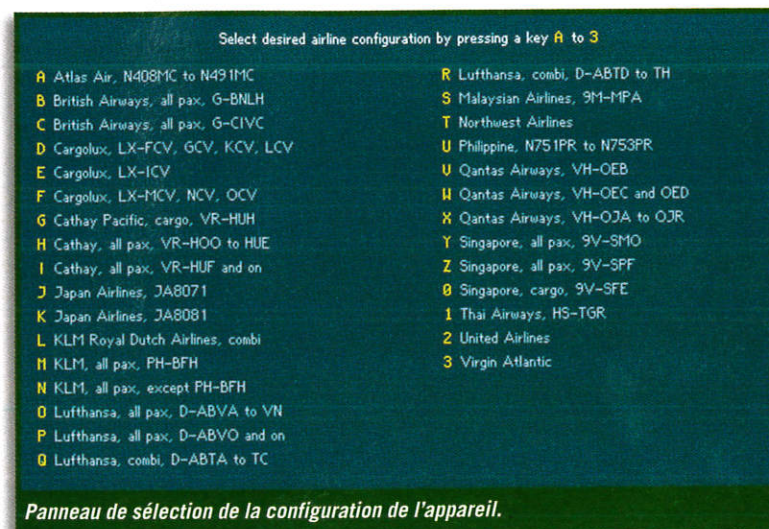 Select desired airline configuration by pressing a key A to 3
A Atlas Air, N408MC to N491MC
B British Airways, all pax, G-BNLH
C British Airways, all pax, G-CIVC
D Cargolux, LX-FCV, GCV, KCV, LCV
E Cargolux, LX-ICV
F Cargolux, LX-MCV, NCV, OCV
G Cathay Pacific, cargo, VR-HUH
H Cathay, all pax, VR-HOO to HUE
I Cathay, all pax, VR-HUF and on
J Japan Airlines, JA8071
K Japan Airlines, JA8081
L KLM Royal Dutch Airlines, combi
M KLM, all pax, PH-BFH
N KLM, all pax, except PH-BFH
O Lufthansa, all pax, D-ABVA to VN
P Lufthansa, all pax, D-ABVO and on
Q Lufthansa, combi, D-ABTA to TC
R Lufthansa, combi, D-ABTD to TH
S Malaysian Airlines, 9M-MPA
T Northwest Airlines
U Philippine, N751PR to N753PR
V Qantas Airways, VH-OEB
W Qantas Airways, VH-OEC and OED
X Qantas Airways, VH-OJA to OJR
Y Singapore, all pax, 9V-SMO
Z Singapore, all pax, 9V-SPF
0 Singapore, cargo, 9V-SFE
1 Thai Airways, HS-TGR
2 United Airlines
3 Virgin Atlantic
Panneau de sélection de la configuration de l'appareil.